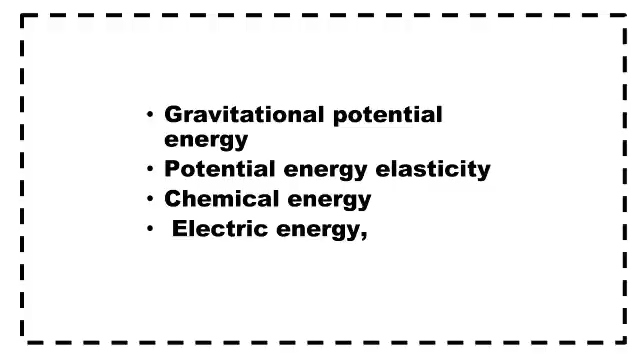 • Gravitational potential
energy
• Potential energy elasticity
• Chemical energy
• Electric energy,